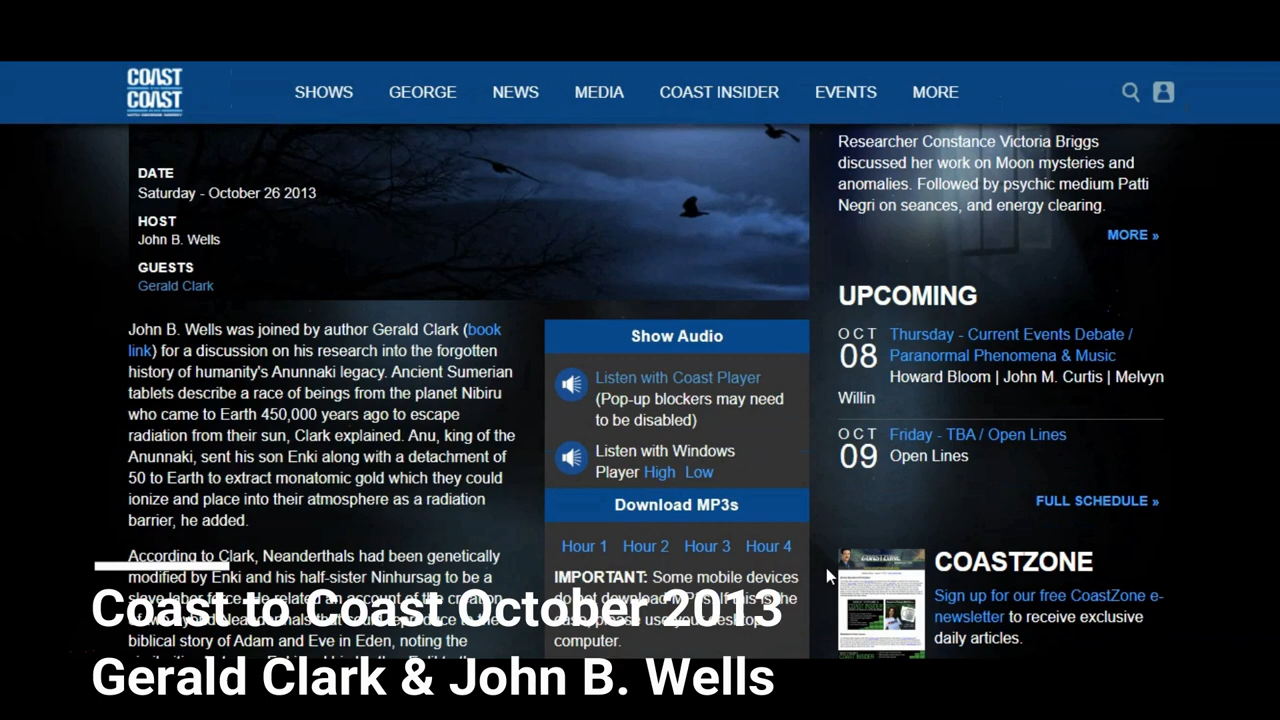 COAST
COAST
SHOWS GEORGE NEWS MEDIA COAST INSIDER EVENTS MORE
DATE
Saturday - October 26 2013
HOST
John B. Wells
GUESTS
Gerald Clark
John B. Wells was joined by author Gerald Clark (book
link) for a discussion on his research into the forgotten
history of humanity's Anunnaki legacy. Ancient Sumerian
tablets describe a race of beings from the planet Nibiru
who came to Earth 450,000 years ago to escape
radiation from their sun, Clark explained. Anu, king of the
Anunnaki, sent his son Enki along with a detachment of
50 to Earth to extract monatomic gold which they could
ionize and place into their atmosphere as a radiation
barrier, he added.
According to Clark, Neanderthals had been genetically
modified by Enki and his half-sister Ninhursag to be a
biblical story of Adam and Eve in Eden, noting the
Show Audio
Listen with Coast Player
(Pop-up blockers may need
to be disabled)
Listen with Windows
Player High Low
Download MP3s
Hour 1 Hour 2 Hour 3 Hour 4
IMPORTANT: Some mobile devices
computer.
Researcher Constance Victoria Briggs
discussed her work on Moon mysteries and
anomalies. Followed by psychic medium Patti
Negri on seances, and energy clearing.
MORE »
UPCOMING
OCT
08
Thursday - Current Events Debate /
Paranormal Phenomena & Music
Howard Bloom | John M. Curtis | Melvyn
Willin
OCT
09
Friday - TBA / Open Lines
Open Lines
FULL SCHEDULE »
COASTZONE
Sign up for our free CoastZone e-
newsletter to receive exclusive
daily articles.
Coast to Coast October 2013
Gerald Clark & John B. Wells